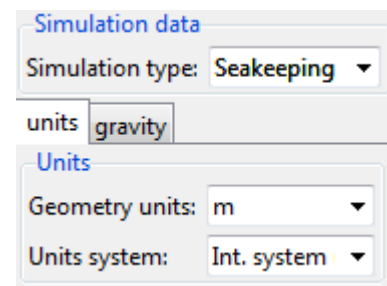 Simulation data
Simulation type: Seakeeping
units gravity
Units
Geometry units: m
Units system: Int. system